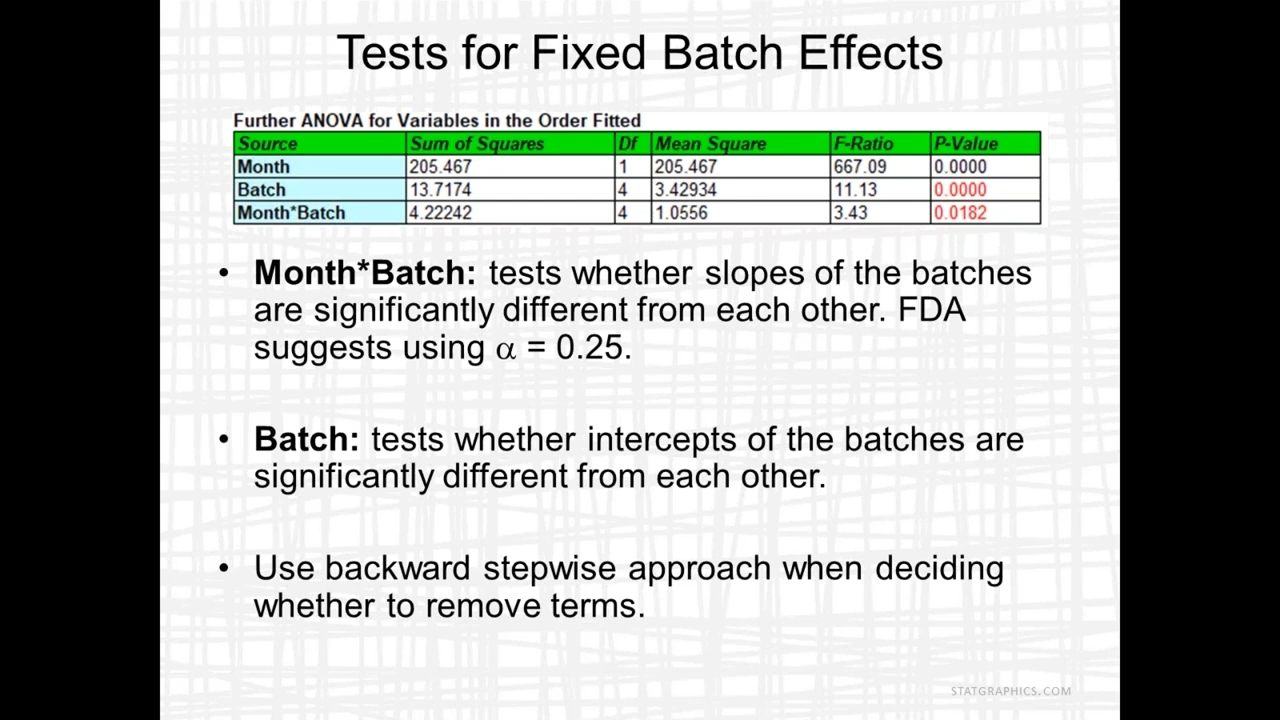 Tests for Fixed Batch Effects
Further ANOVA for Variables in the Order Fitted
Source Sum of Squares Df Mean Square F-Ratio P-Value
Month 205.467 1 205.467 667.09 0.0000
Batch 13.7174 4 3.42934 11.13 0.0000
Month*Batch 4.22242 4 1.0556 3.43 0.0182
• Month*Batch: tests whether slopes of the batches
are significantly different from each other. FDA
suggests using α = 0.25.
• Batch: tests whether intercepts of the batches are
significantly different from each other.
• Use backward stepwise approach when deciding
whether to remove terms.
STATGRAPHICS.COM